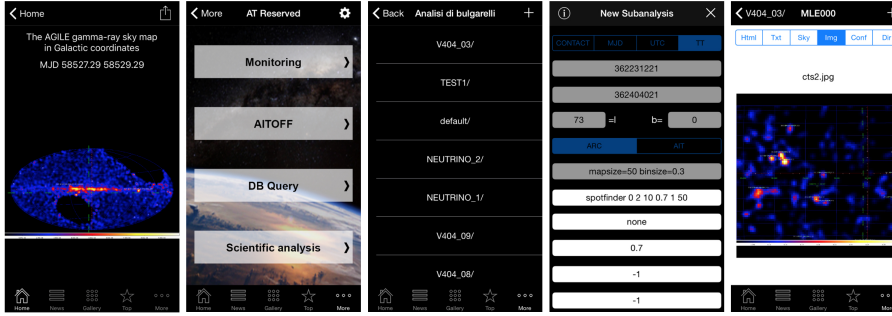 Home
The AGILE gamma-ray sky map
in Galactic coordinates
MJD 58527.29 58529.29
Home News Gallery Top More
More AT Reserved
Monitoring
AITOFF
DB Query
Scientific analysis
Home News Gallery Top More
Back Analisi di bulgarelli +
V404_03/
TEST1/
default/
NEUTRINO_2/
NEUTRINO_1/
V404_09/
V404_08/
Home News Gallery Top More
New Subanalysis
CONTACT MJD UTC TT
362231221
362404021
73 =l b= 0
ARC AIT
mapsize=50 binsize=0.3
spotfinder 0 2 10 0.7 1 50
none
0.7
-1
-1
V404_03/ MLE000
Html Txt Sky Img Conf Dir
cts2.jpg
Home News Gallery Top More